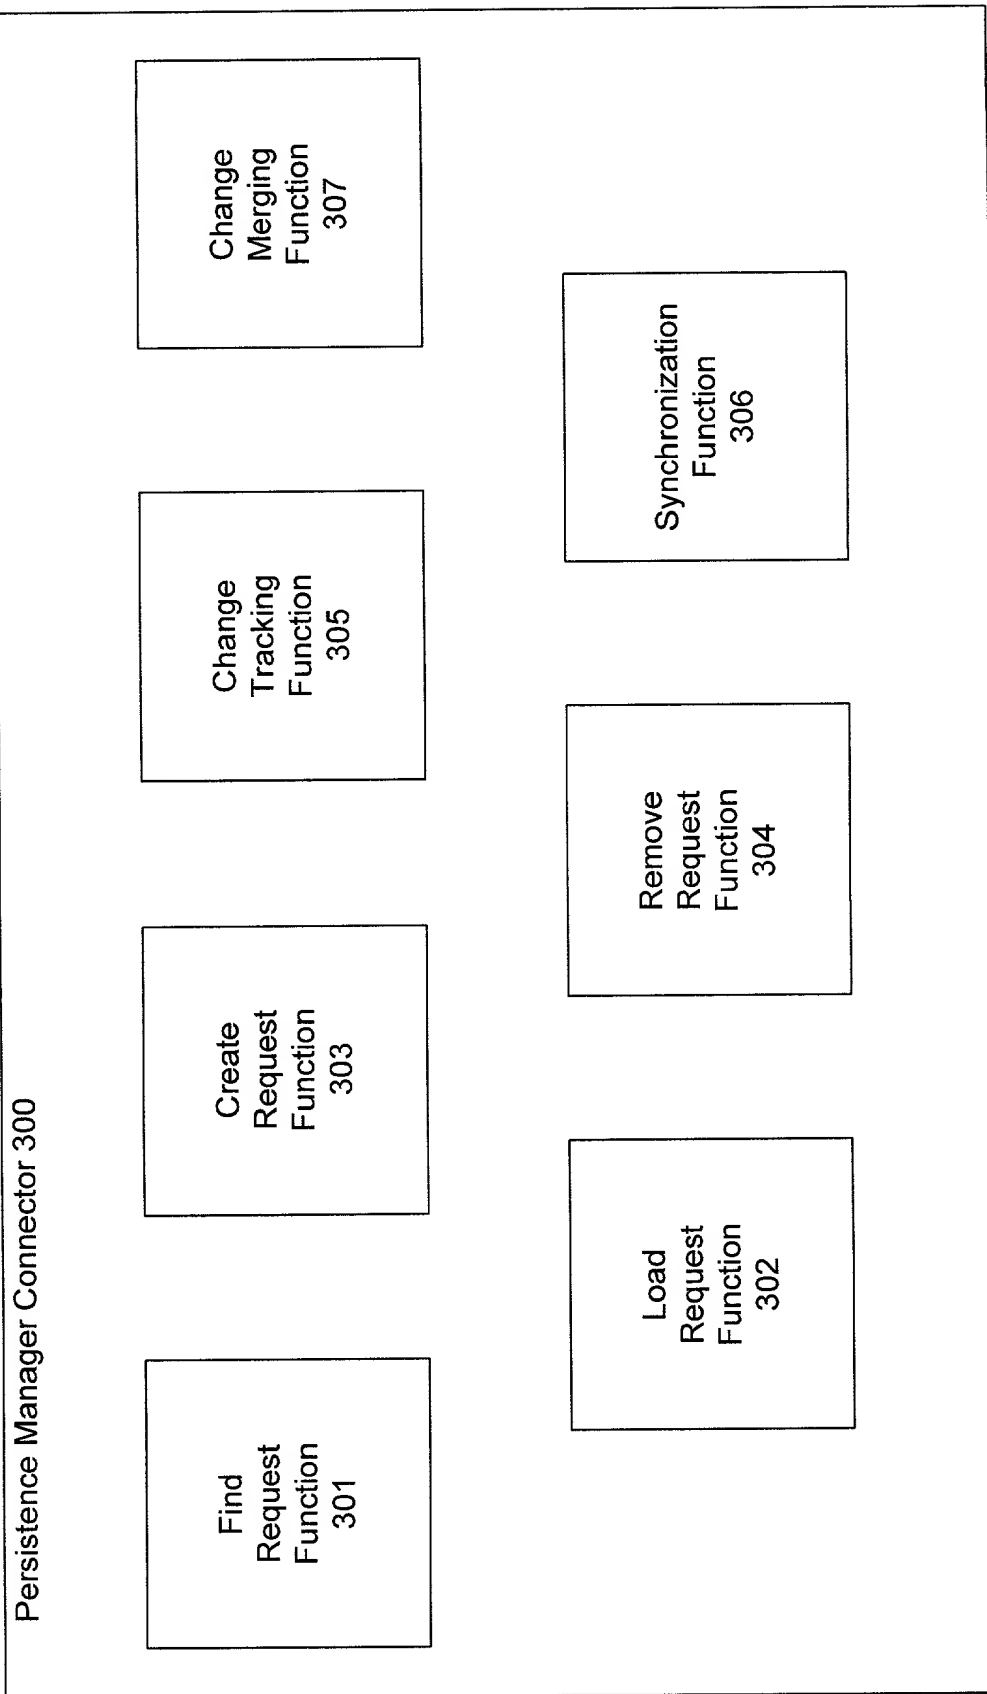 Persistence Manager Connector 300
Find
Request
Function
301
Create
Request
Function
303
Change
Tracking
Function
305
Change
Merging
Function
307
Load
Request
Function
302
Remove
Request
Function
304
Synchronization
Function
306